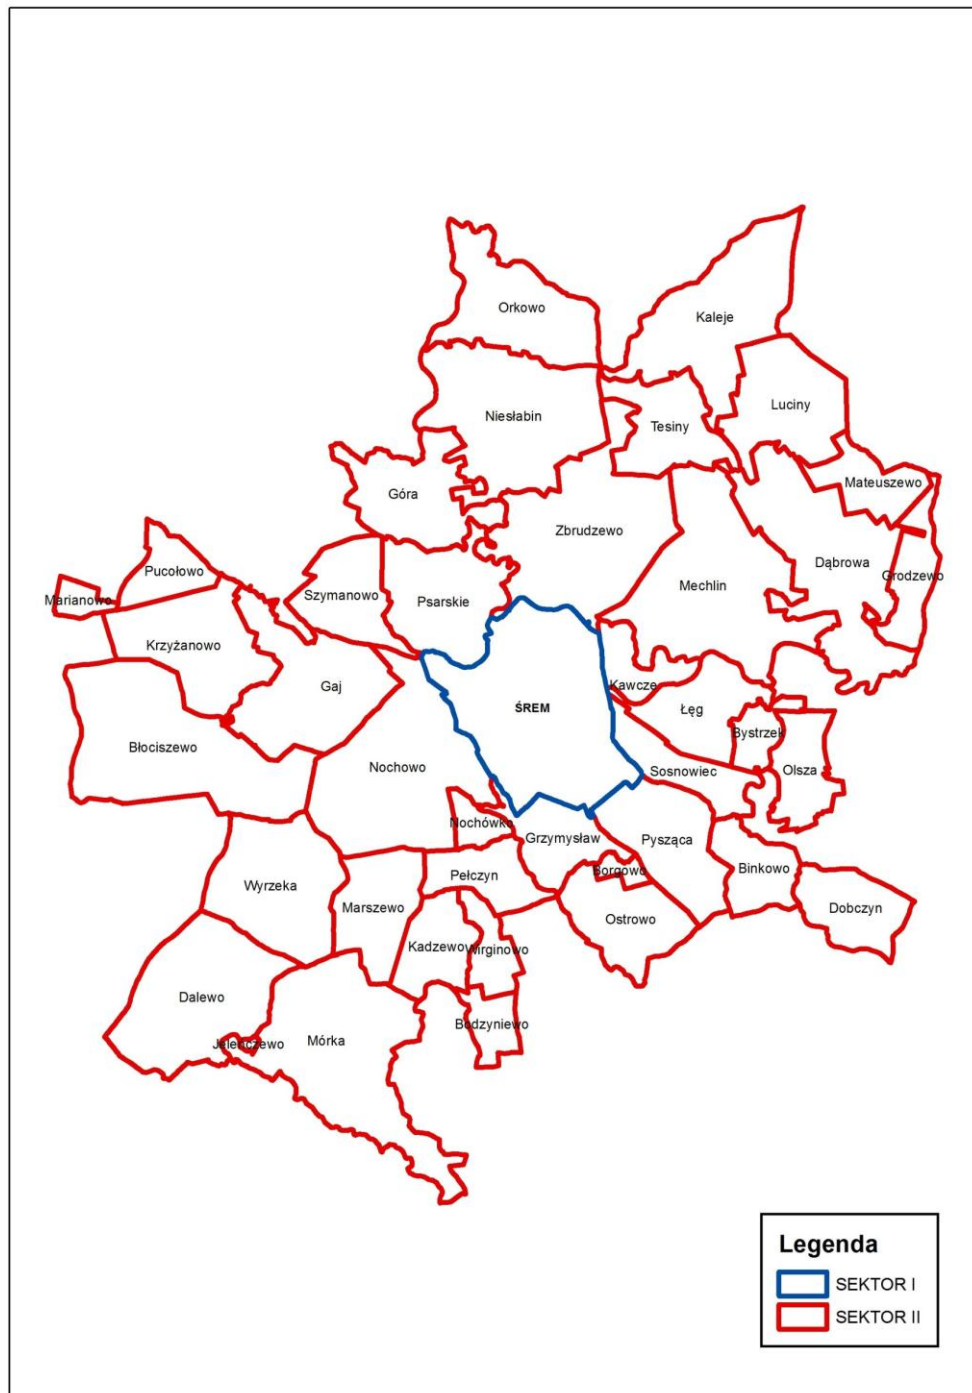 Orkowo
Kaleje
Niesłabin
Luciny
Tesiny
Góra
Mateuszewo
Zbrudzewo
Dąbrowa
Pucołowo
Grodzewo
Mechlin
Marianowo
Szymanowo
Psarskie
Krzyżanowo
Gaj
Kawcze
ŚREM
Łęg
Bystrzek
Błociszewo
Nochowo
Sosnowiec
Olsza
Nochówko
Grzymysław
Pysząca
Borgowo
Binkowo
Pełczyn
Wyrzeka
Marszewo
Dobczyn
Ostrowo
Kadzewo
Wirginowo
Dalewo
Bodzyniewo
Jeleńczewo
Mórka
Legenda
SEKTOR I
SEKTOR II